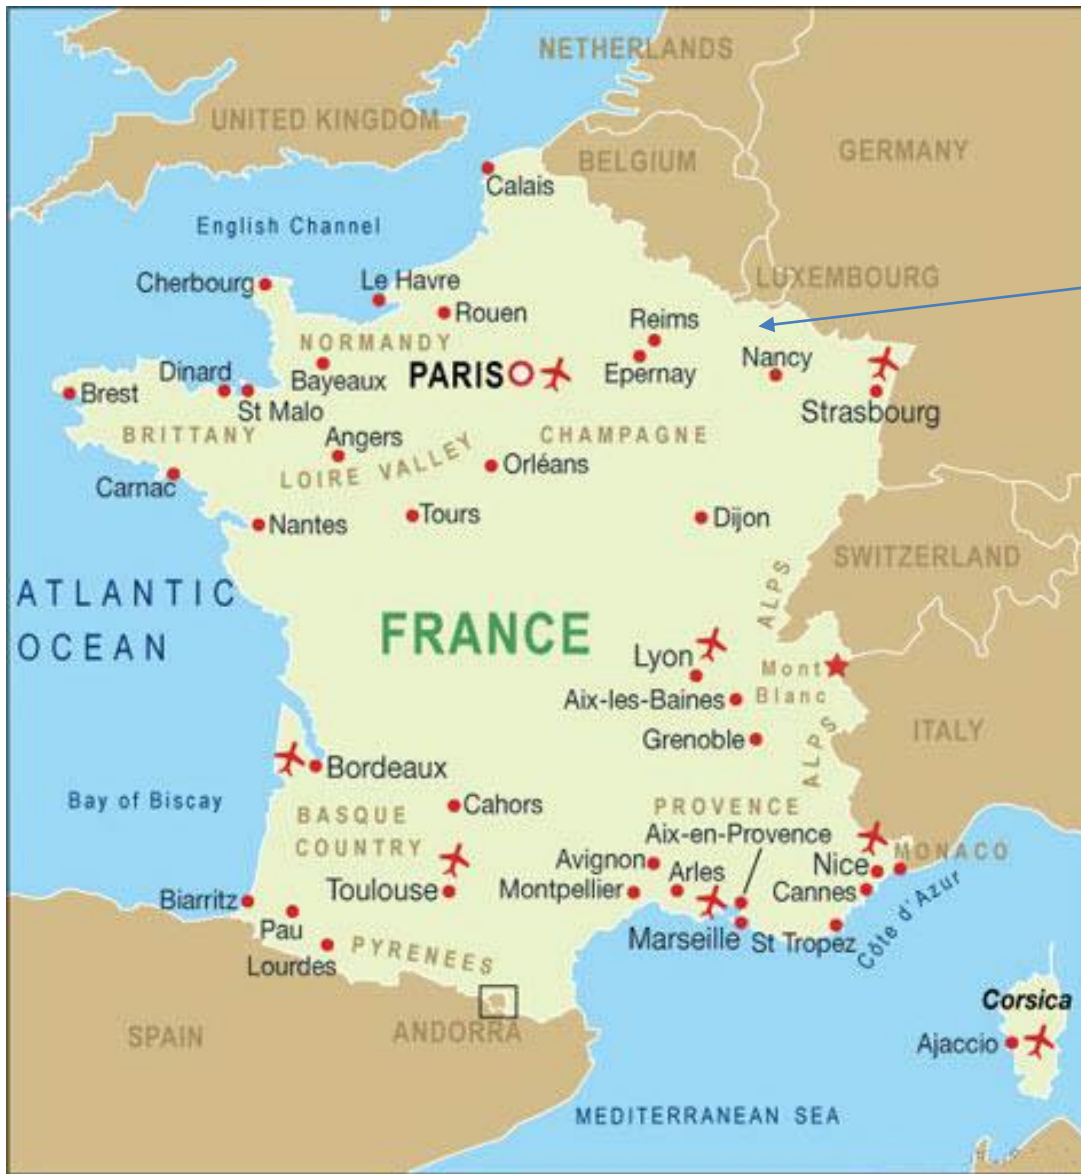 NETHERLANDS
UNITED KINGDOM
BELGIUM
GERMANY
Calais
English Channel
LUXEMBOURG
Cherbourg
Le Havre
Rouen
Reims
NORMANDY
Nancy
Dinard
Bayeaux
PARIS
Epernay
Brest
St Malo
Strasbourg
BRITTANY
Angers
CHAMPAGNE
LOIRE VALLEY
Orléans
Carnac
Nantes
Tours
Dijon
SWITZERLAND
ATLANTIC
OCEAN
ALPS
FRANCE
Lyon
Mont
Blanc
Aix-les-Baines
Grenoble
ITALY
ALPS
Bordeaux
Bay of Biscay
Cahors
PROVENCE
BASQUE
COUNTRY
Aix-en-Provence
Avignon
Arles
Nice
MONACO
Toulouse
Montpellier
Cannes
Biarritz
Pau
Marseille
St Tropez
Côte d'Azur
Lourdes
PYRENEES
Corsica
SPAIN
ANDORRA
Ajaccio
MEDITERRANEAN SEA